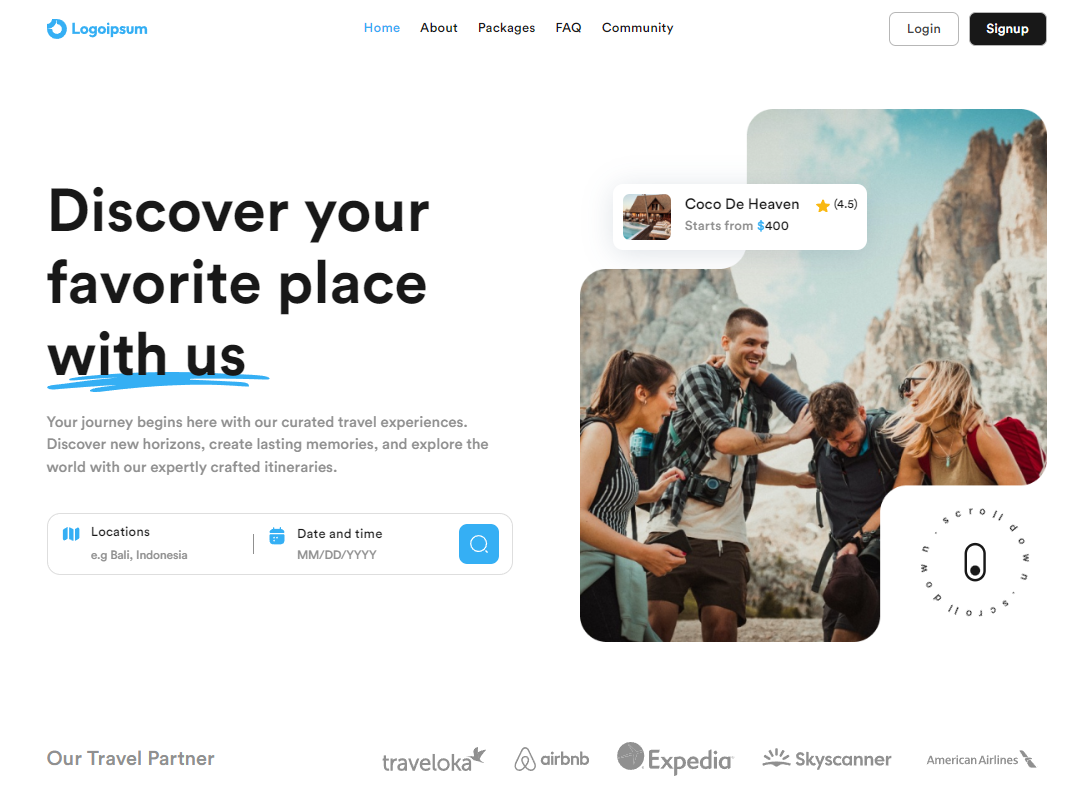 Logoipsum
Home About Packages FAQ Community
Login Signup
Discover your
favorite place
with us
Coco De Heaven (4.5)
Starts from $400
Your journey begins here with our curated travel experiences.
Discover new horizons, create lasting memories, and explore the
world with our expertly crafted itineraries.
Locations
e.g Bali, Indonesia
Date and time
MM/DD/YYYY
scroll down . scroll down .
Our Travel Partner
traveloka airbnb Expedia Skyscanner American Airlines